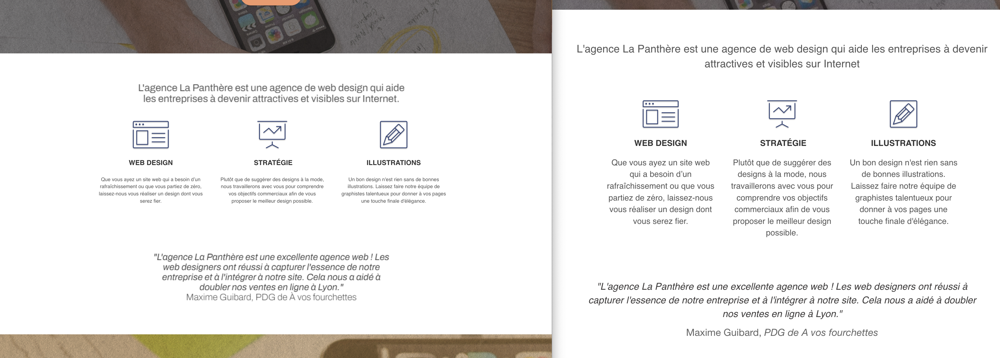 L'agence La Panthère est une agence de web design qui aide
les entreprises à devenir attractives et visibles sur Internet.
WEB DESIGN
Que vous ayez un site web qui a besoin d’un
rafraîchissement ou que vous partiez de zéro,
laissez-nous vous réaliser un design dont vous
serez fier.
STRATÉGIE
Plutôt que de suggérer des designs à la mode,
nous travaillerons avec vous pour comprendre
vos objectifs commerciaux afin de vous
proposer le meilleur design possible.
ILLUSTRATIONS
Un bon design n'est rien sans de bonnes
illustrations. Laissez faire notre équipe de
graphistes talentueux pour donner à vos pages
une touche finale d'élégance.
"L'agence La Panthère est une excellente agence web ! Les
web designers ont réussi à capturer l'essence de notre
entreprise et à l'intégrer à notre site. Cela nous a aidé à
doubler nos ventes en ligne à Lyon."
Maxime Guibard, PDG de À vos fourchettes
L'agence La Panthère est une agence de web design qui aide les entreprises à devenir
attractives et visibles sur Internet
WEB DESIGN
Que vous ayez un site web
qui a besoin d’un
rafraîchissement ou que vous
partiez de zéro, laissez-nous
vous réaliser un design dont
vous serez fier.
STRATÉGIE
Plutôt que de suggérer des
designs à la mode, nous
travaillerons avec vous pour
comprendre vos objectifs
commerciaux afin de vous
proposer le meilleur design
possible.
ILLUSTRATIONS
Un bon design n'est rien sans
de bonnes illustrations.
Laissez faire notre équipe de
graphistes talentueux pour
donner à vos pages une
touche finale d'élégance.
"L'agence La Panthère est une excellente agence web ! Les web designers ont réussi à
capturer l'essence de notre entreprise et à l'intégrer à notre site. Cela nous a aidé à doubler
nos ventes en ligne à Lyon."
Maxime Guibard, PDG de A vos fourchettes